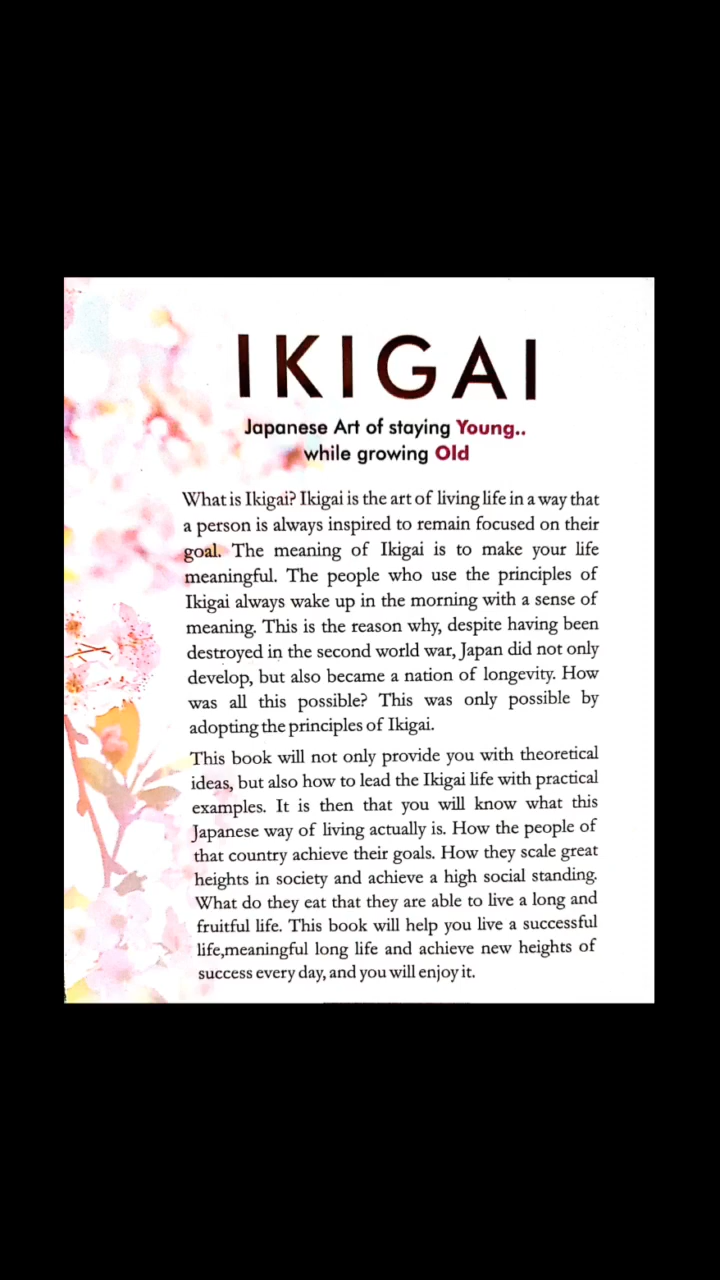 IKIGAI
Japanese Art of staying Young..
while growing Old
What is Ikigai? Ikigai is the art of living life in a way that
a person is always inspired to remain focused on their
goal. The meaning of Ikigai is to make your life
meaningful. The people who use the principles of
Ikigai always wake up in the morning with a sense of
meaning. This is the reason why, despite having been
destroyed in the second world war, Japan did not only
develop, but also became a nation of longevity. How
was all this possible? This was only possible by
adopting the principles of Ikigai.
This book will not only provide you with theoretical
ideas, but also how to lead the Ikigai life with practical
examples. It is then that you will know what this
Japanese way of living actually is. How the people of
that country achieve their goals. How they scale great
heights in society and achieve a high social standing.
What do they eat that they are able to live a long and
fruitful life. This book will help you live a successful
life,meaningful long life and achieve new heights of
success every day, and you will enjoy it.